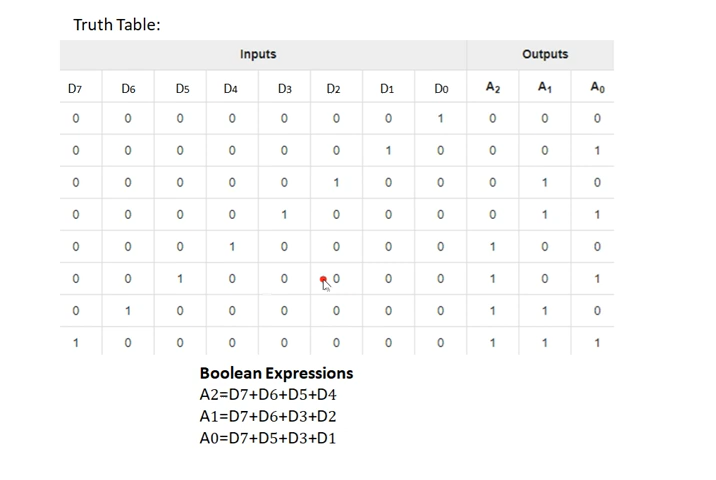 Truth Table:
Inputs Outputs
D7 D6 D5 D4 D3 D2 D1 D0 A2 A1 A0
0 0 0 0 0 0 0 1 0 0 0
0 0 0 0 0 0 1 0 0 0 1
0 0 0 0 0 1 0 0 0 1 0
0 0 0 0 1 0 0 0 0 1 1
0 0 0 1 0 0 0 0 1 0 0
0 0 1 0 0 0 0 0 1 0 1
0 1 0 0 0 0 0 0 1 1 0
1 0 0 0 0 0 0 0 1 1 1
Boolean Expressions
A2=D7+D6+D5+D4
A1=D7+D6+D3+D2
A0=D7+D5+D3+D1